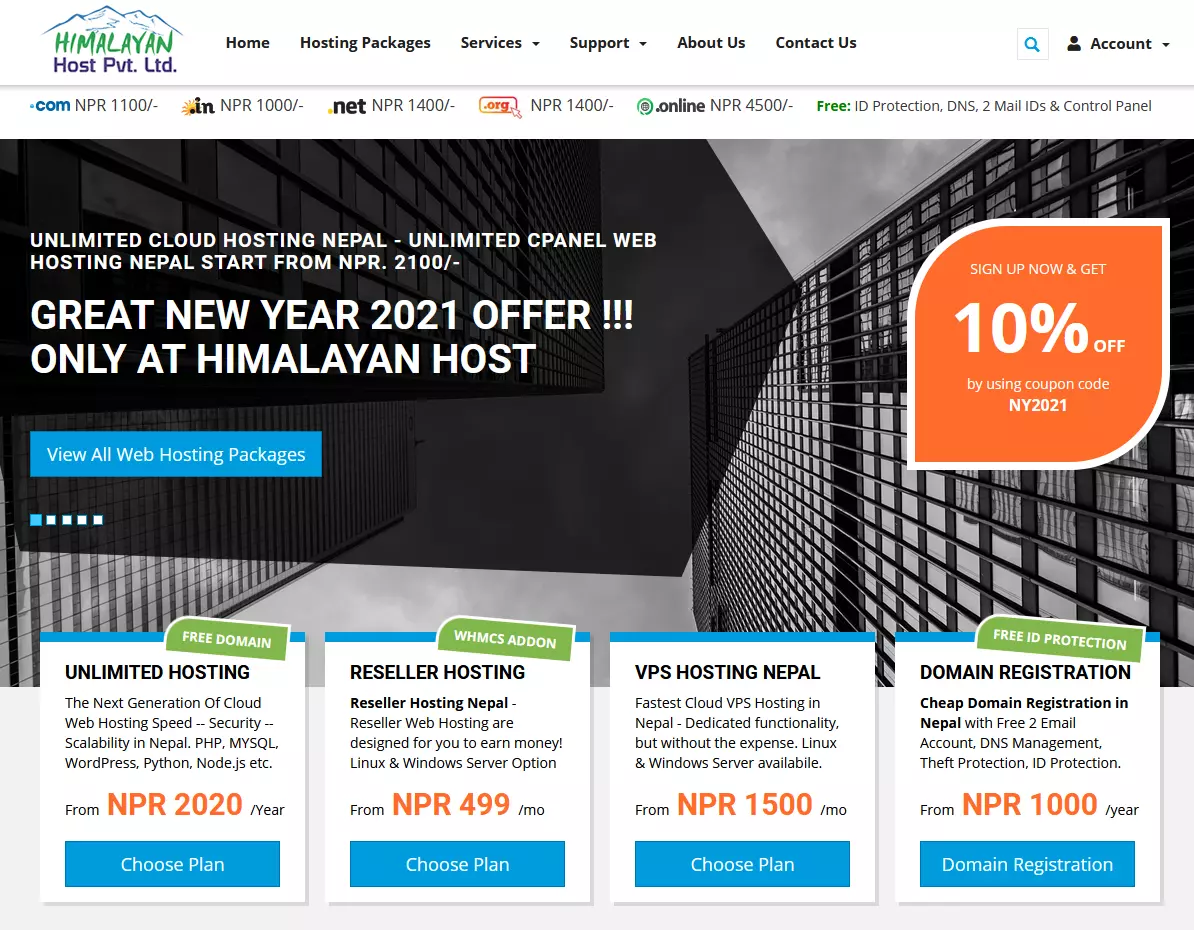 HIMALAYAN
Host Pvt. Ltd.
Home Hosting Packages Services Support About Us Contact Us Account
.com NPR 1100/- .in NPR 1000/- .net NPR 1400/- .org NPR 1400/- .online NPR 4500/- Free: ID Protection, DNS, 2 Mail IDs & Control Panel
UNLIMITED CLOUD HOSTING NEPAL - UNLIMITED CPANEL WEB
HOSTING NEPAL START FROM NPR. 2100/-
GREAT NEW YEAR 2021 OFFER !!!
ONLY AT HIMALAYAN HOST
View All Web Hosting Packages
SIGN UP NOW & GET
10% OFF
by using coupon code
NY2021
FREE DOMAIN
UNLIMITED HOSTING
The Next Generation Of Cloud
Web Hosting Speed -- Security --
Scalability in Nepal. PHP, MYSQL,
WordPress, Python, Node.js etc.
From NPR 2020 /Year
Choose Plan
WHMCS ADDON
RESELLER HOSTING
Reseller Hosting Nepal -
Reseller Web Hosting are
designed for you to earn money!
Linux & Windows Server Option
From NPR 499 /mo
Choose Plan
VPS HOSTING NEPAL
Fastest Cloud VPS Hosting in
Nepal - Dedicated functionality,
but without the expense. Linux
& Windows Server availabile.
From NPR 1500 /mo
Choose Plan
FREE ID PROTECTION
DOMAIN REGISTRATION
Cheap Domain Registration in
Nepal with Free 2 Email
Account, DNS Management,
Theft Protection, ID Protection.
From NPR 1000 /year
Domain Registration